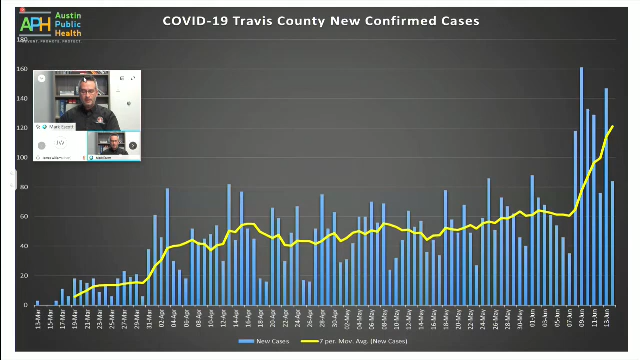 COVID-19 Travis County New Confirmed Cases
APH
Austin
Public
Health
PREVENT. PROMOTE. PROTECT.
180
160
140
120
100
80
60
40
20
0
Mark Escott
JW
13-Mar
15-Mar
17-Mar
19-Mar
21-Mar
23-Mar
25-Mar
27-Mar
29-Mar
31-Mar
02-Apr
04-Apr
06-Apr
08-Apr
10-Apr
12-Apr
14-Apr
16-Apr
18-Apr
20-Apr
22-Apr
24-Apr
26-Apr
28-Apr
30-Apr
02-May
04-May
06-May
08-May
10-May
12-May
14-May
16-May
18-May
20-May
22-May
24-May
26-May
28-May
30-May
01-Jun
03-Jun
05-Jun
07-Jun
09-Jun
11-Jun
13-Jun
New Cases
7 per. Mov. Avg. (New Cases)